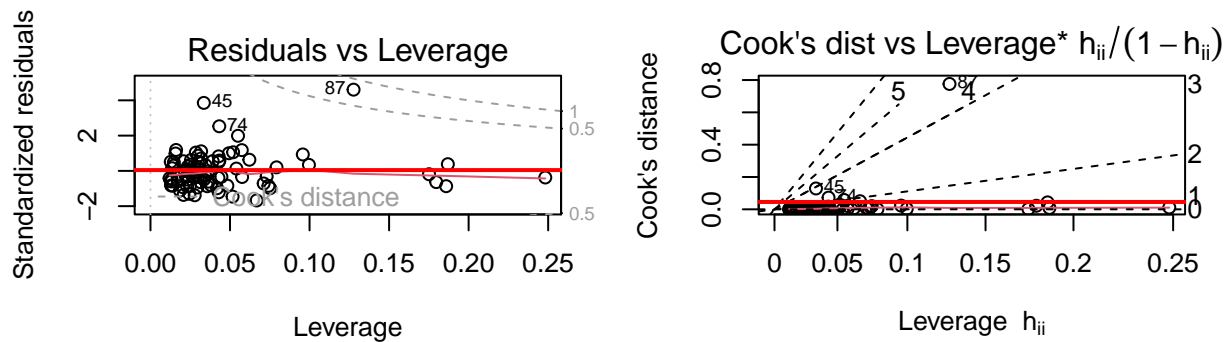 Residuals vs Leverage
Standardized residuals
−2
2
87
45
74
1
0.5
0.5
Cook's distance
0.00 0.05 0.10 0.15 0.20 0.25
Leverage
Cook's dist vs Leverage* hii/(1 − hii)
Cook's distance
0.0 0.4 0.8
87
45
5
4
3
2
1
0
0 0.05 0.1 0.15 0.2 0.25
Leverage hii